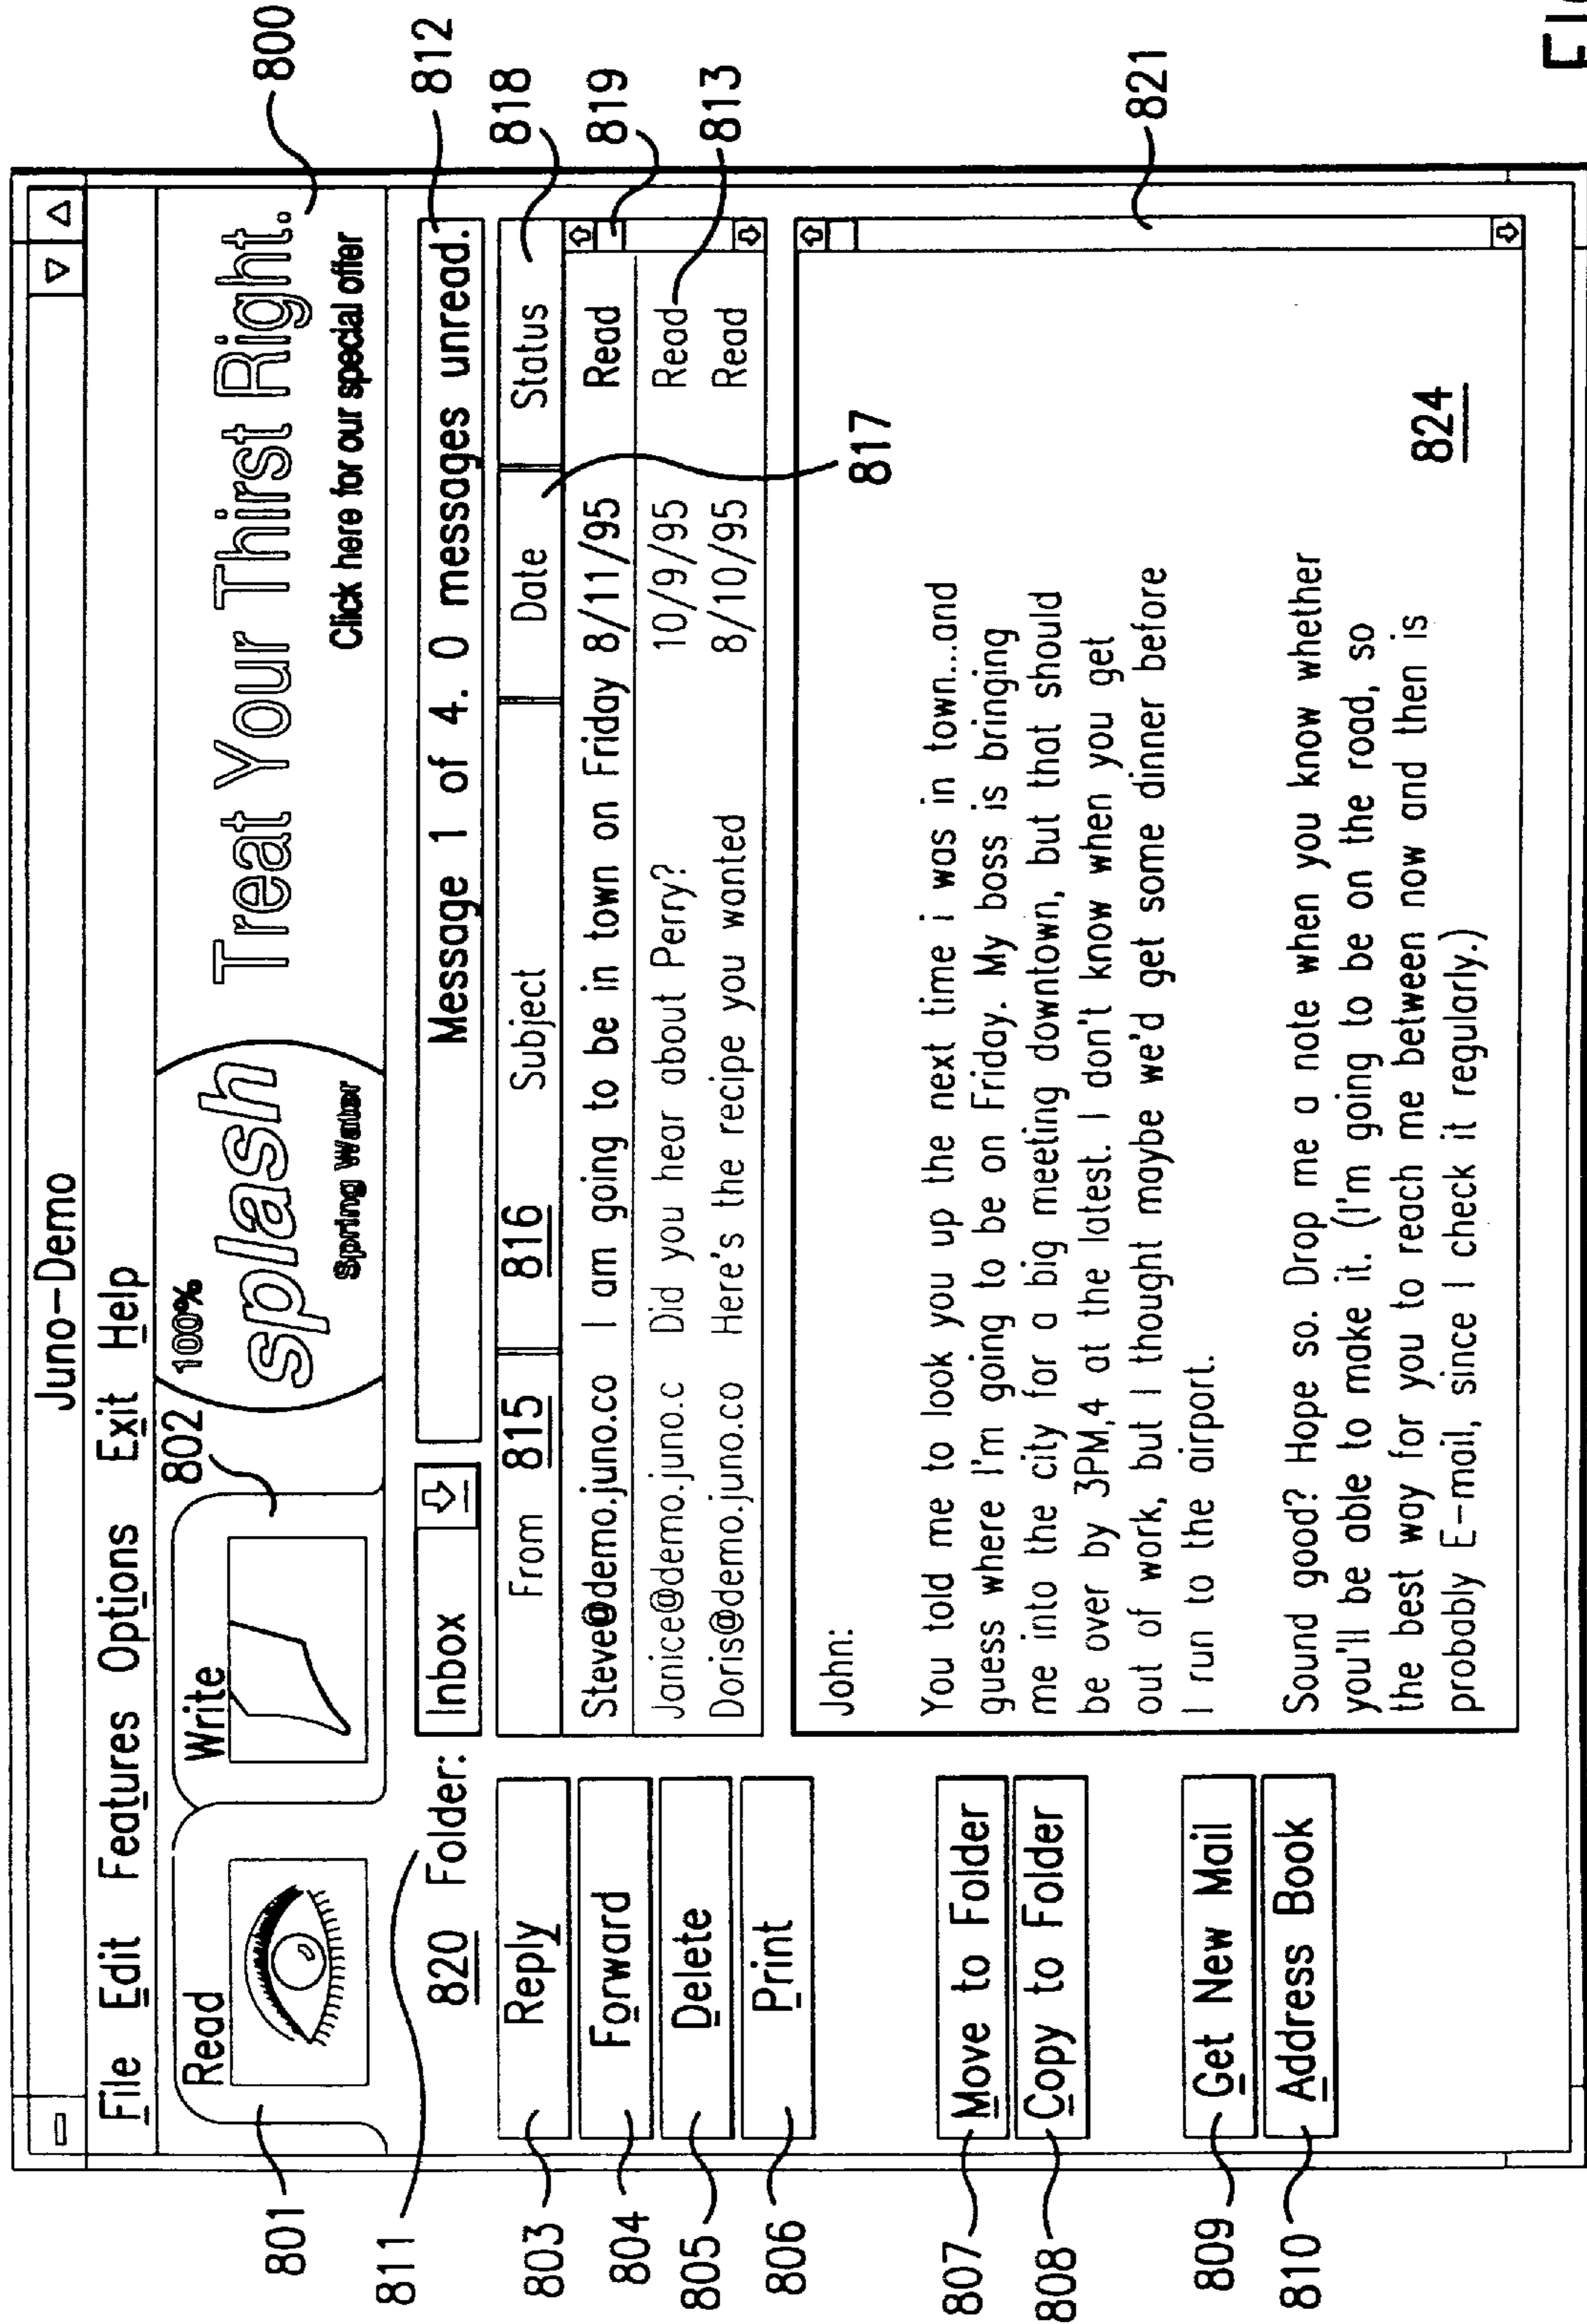 Juno-Demo
File Edit Features Options Exit Help
Read
Write
802
100%
splash
Spring Water
Treat Your Thirst Right.
Click here for our special offer
800
801
811
820 Folder:
Inbox
Message 1 of 4. 0 messages unread.
812
From 815
816 Subject
Date
Status
818
Steve@demo.juno.co I am going to be in town on Friday 8/11/95 Read
819
Janice@demo.juno.c Did you hear about Perry? 10/9/95 Read
813
Doris@demo.juno.co Here's the recipe you wanted 8/10/95 Read
817
803 Reply
804 Forward
805 Delete
806 Print
807 Move to Folder
808 Copy to Folder
809 Get New Mail
810 Address Book
John:
You told me to look you up the next time i was in town...and
guess where I'm going to be on Friday. My boss is bringing
me into the city for a big meeting downtown, but that should
be over by 3PM,4 at the latest. I don't know when you get
out of work, but I thought maybe we'd get some dinner before
I run to the airport.
821
Sound good? Hope so. Drop me a note when you know whether
you'll be able to make it. (I'm going to be on the road, so
the best way for you to reach me between now and then is
probably E-mail, since I check it regularly.)
824